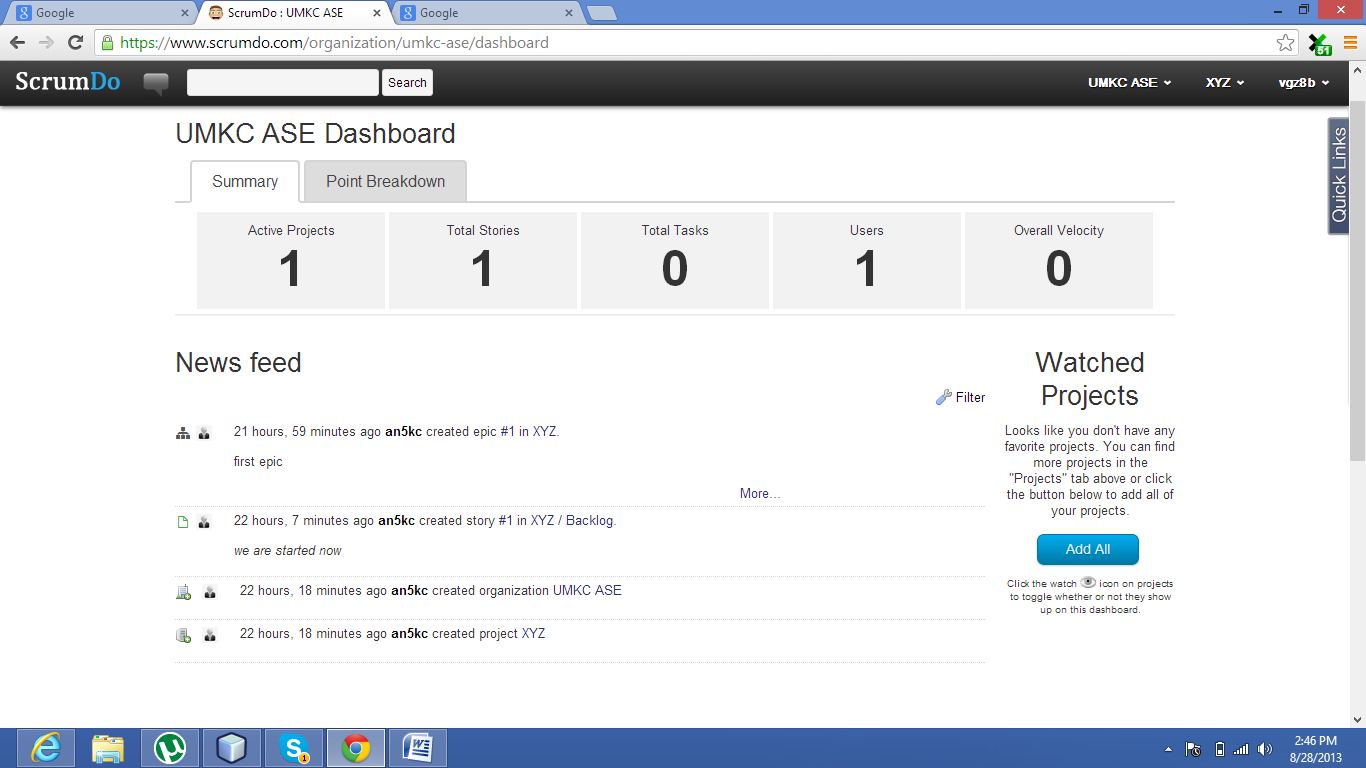 Google
ScrumDo : UMKC ASE
Google
https://www.scrumdo.com/organization/umkc-ase/dashboard
51
ScrumDo
Search
UMKC ASE
XYZ
vgz8b
UMKC ASE Dashboard
Quick Links
Summary
Point Breakdown
Active Projects
1
Total Stories
1
Total Tasks
0
Users
1
Overall Velocity
0
News feed
Filter
21 hours, 59 minutes ago an5kc created epic #1 in XYZ.
first epic
More...
22 hours, 7 minutes ago an5kc created story #1 in XYZ / Backlog.
we are started now
22 hours, 18 minutes ago an5kc created organization UMKC ASE
22 hours, 18 minutes ago an5kc created project XYZ
Watched
Projects
Looks like you don't have any
favorite projects. You can find
more projects in the
"Projects" tab above or click
the button below to add all of
your projects.
Add All
Click the watch icon on projects
to toggle whether or not they show
up on this dashboard.
1
2:46 PM
8/28/2013